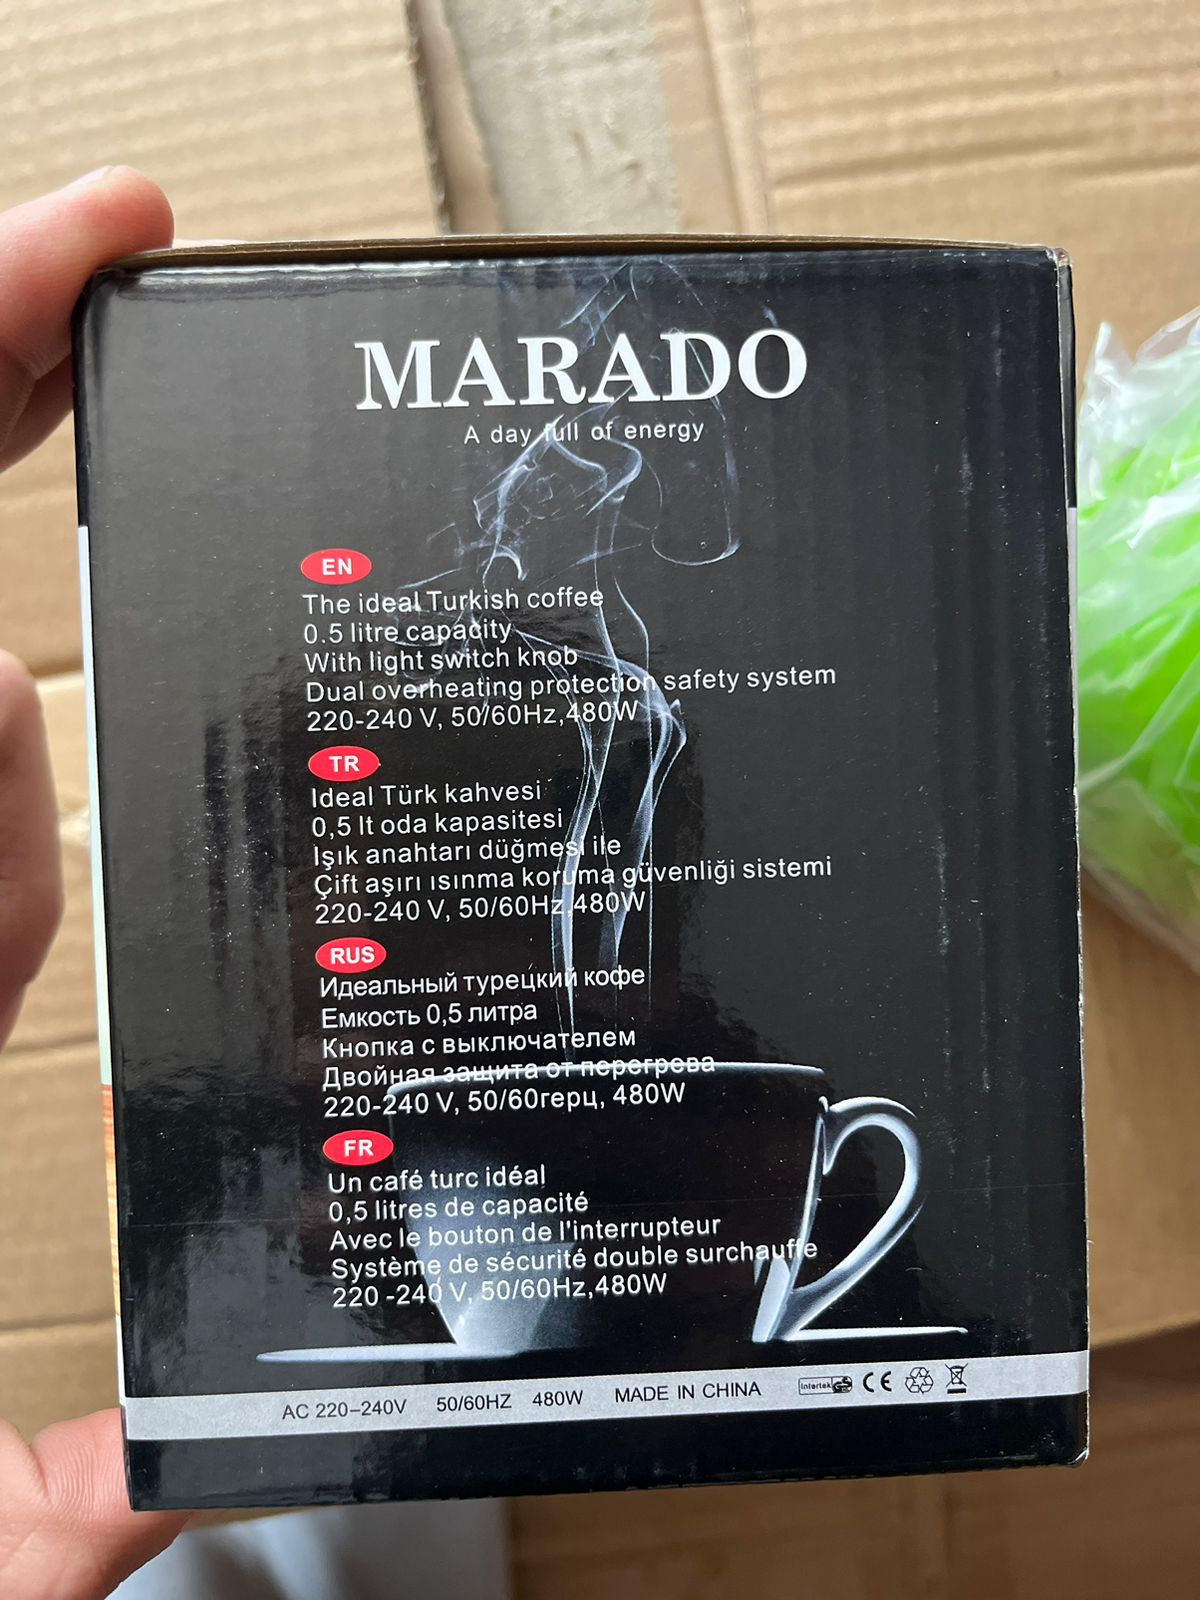 MARADO
A day full of energy
EN
The ideal Turkish coffee
0.5 litre capacity
With light switch knob
Dual overheating protection safety system
220-240 V, 50/60Hz,480W
TR
Ideal Türk kahvesi
0,5 lt oda kapasitesi
Işık anahtarı düğmesi ile
Çift aşırı ısınma koruma güvenliği sistemi
220-240 V, 50/60Hz,480W
RUS
Идеальный турецкий кофе
Емкость 0,5 литра
Кнопка с выключателем
Двойная защита от перегрева
220-240 V, 50/60герц, 480W
FR
Un café turc idéal
0,5 litres de capacité
Avec le bouton de l'interrupteur
Système de sécurité double surchauffe
220 -240 V, 50/60Hz,480W
AC 220-240V 50/60HZ 480W MADE IN CHINA Intertek GS CE